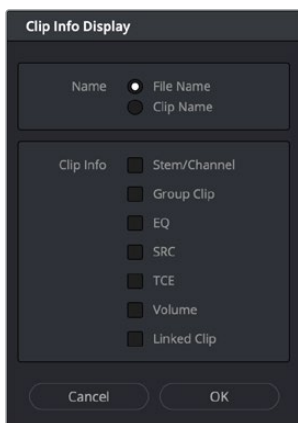 Clip Info Display
Name File Name
Clip Name
Clip Info Stem/Channel
Group Clip
EQ
SRC
TCE
Volume
Linked Clip
Cancel OK